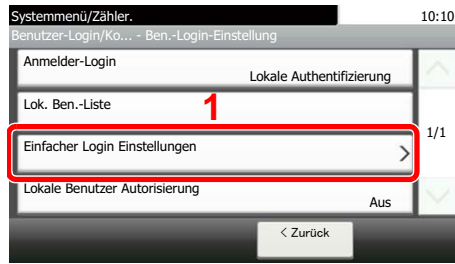 Systemmenü/Zähler.
10:10
Benutzer-Login/Ko... - Ben.-Login-Einstellung
Anmelder-Login
Lokale Authentifizierung
Lok. Ben.-Liste
1
Einfacher Login Einstellungen
1/1
Lokale Benutzer Autorisierung
Aus
< Zurück